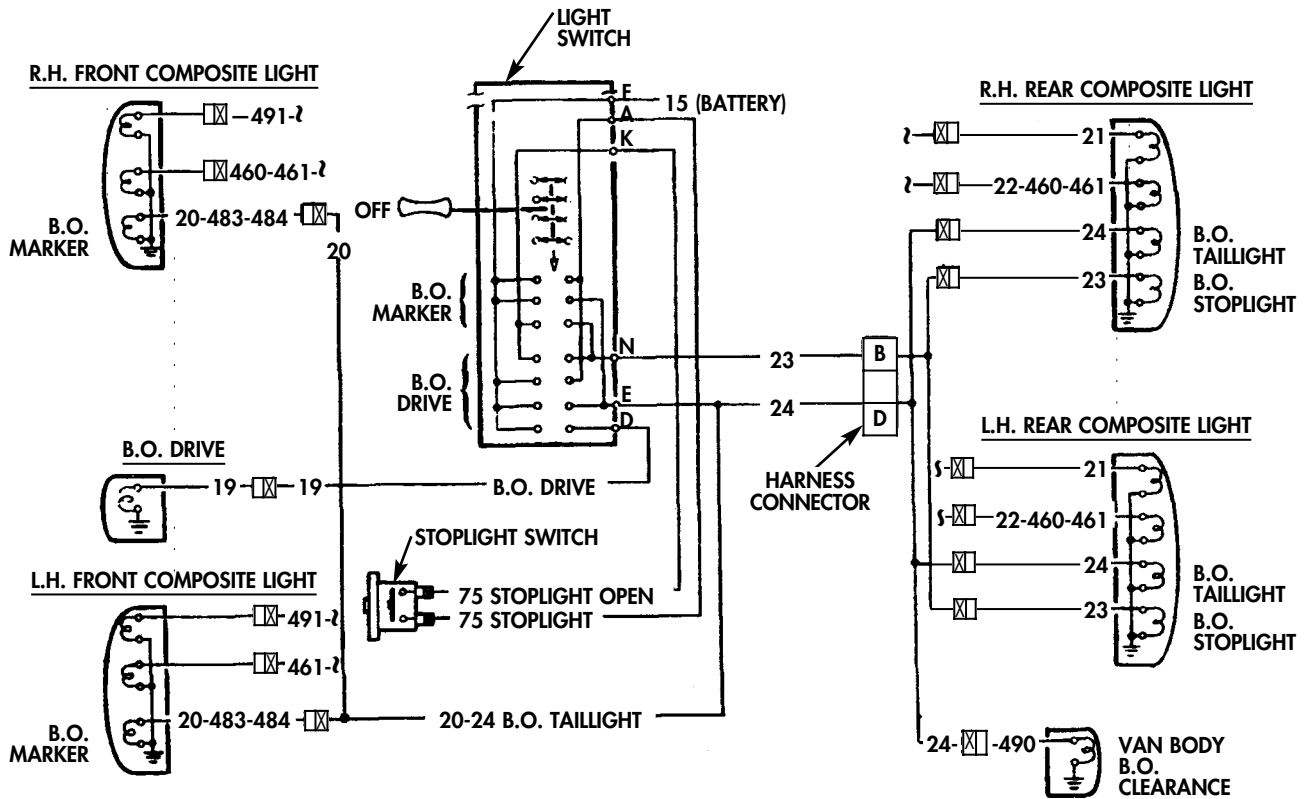 LIGHT
SWITCH
R.H. FRONT COMPOSITE LIGHT
491
460-461
20-483-484
B.O.
MARKER
20
OFF
F
15 (BATTERY)
A
K
B.O.
MARKER
B.O.
DRIVE
N
E
D
23
24
B
D
HARNESS
CONNECTOR
R.H. REAR COMPOSITE LIGHT
21
22-460-461
24
B.O.
TAILLIGHT
23
B.O.
STOPLIGHT
B.O. DRIVE
19
19
B.O. DRIVE
STOPLIGHT SWITCH
75 STOPLIGHT OPEN
75 STOPLIGHT
L.H. FRONT COMPOSITE LIGHT
491
461
20-483-484
B.O.
MARKER
20-24 B.O. TAILLIGHT
L.H. REAR COMPOSITE LIGHT
21
22-460-461
24
B.O.
TAILLIGHT
23
B.O.
STOPLIGHT
24-
-490
VAN BODY
B.O.
CLEARANCE